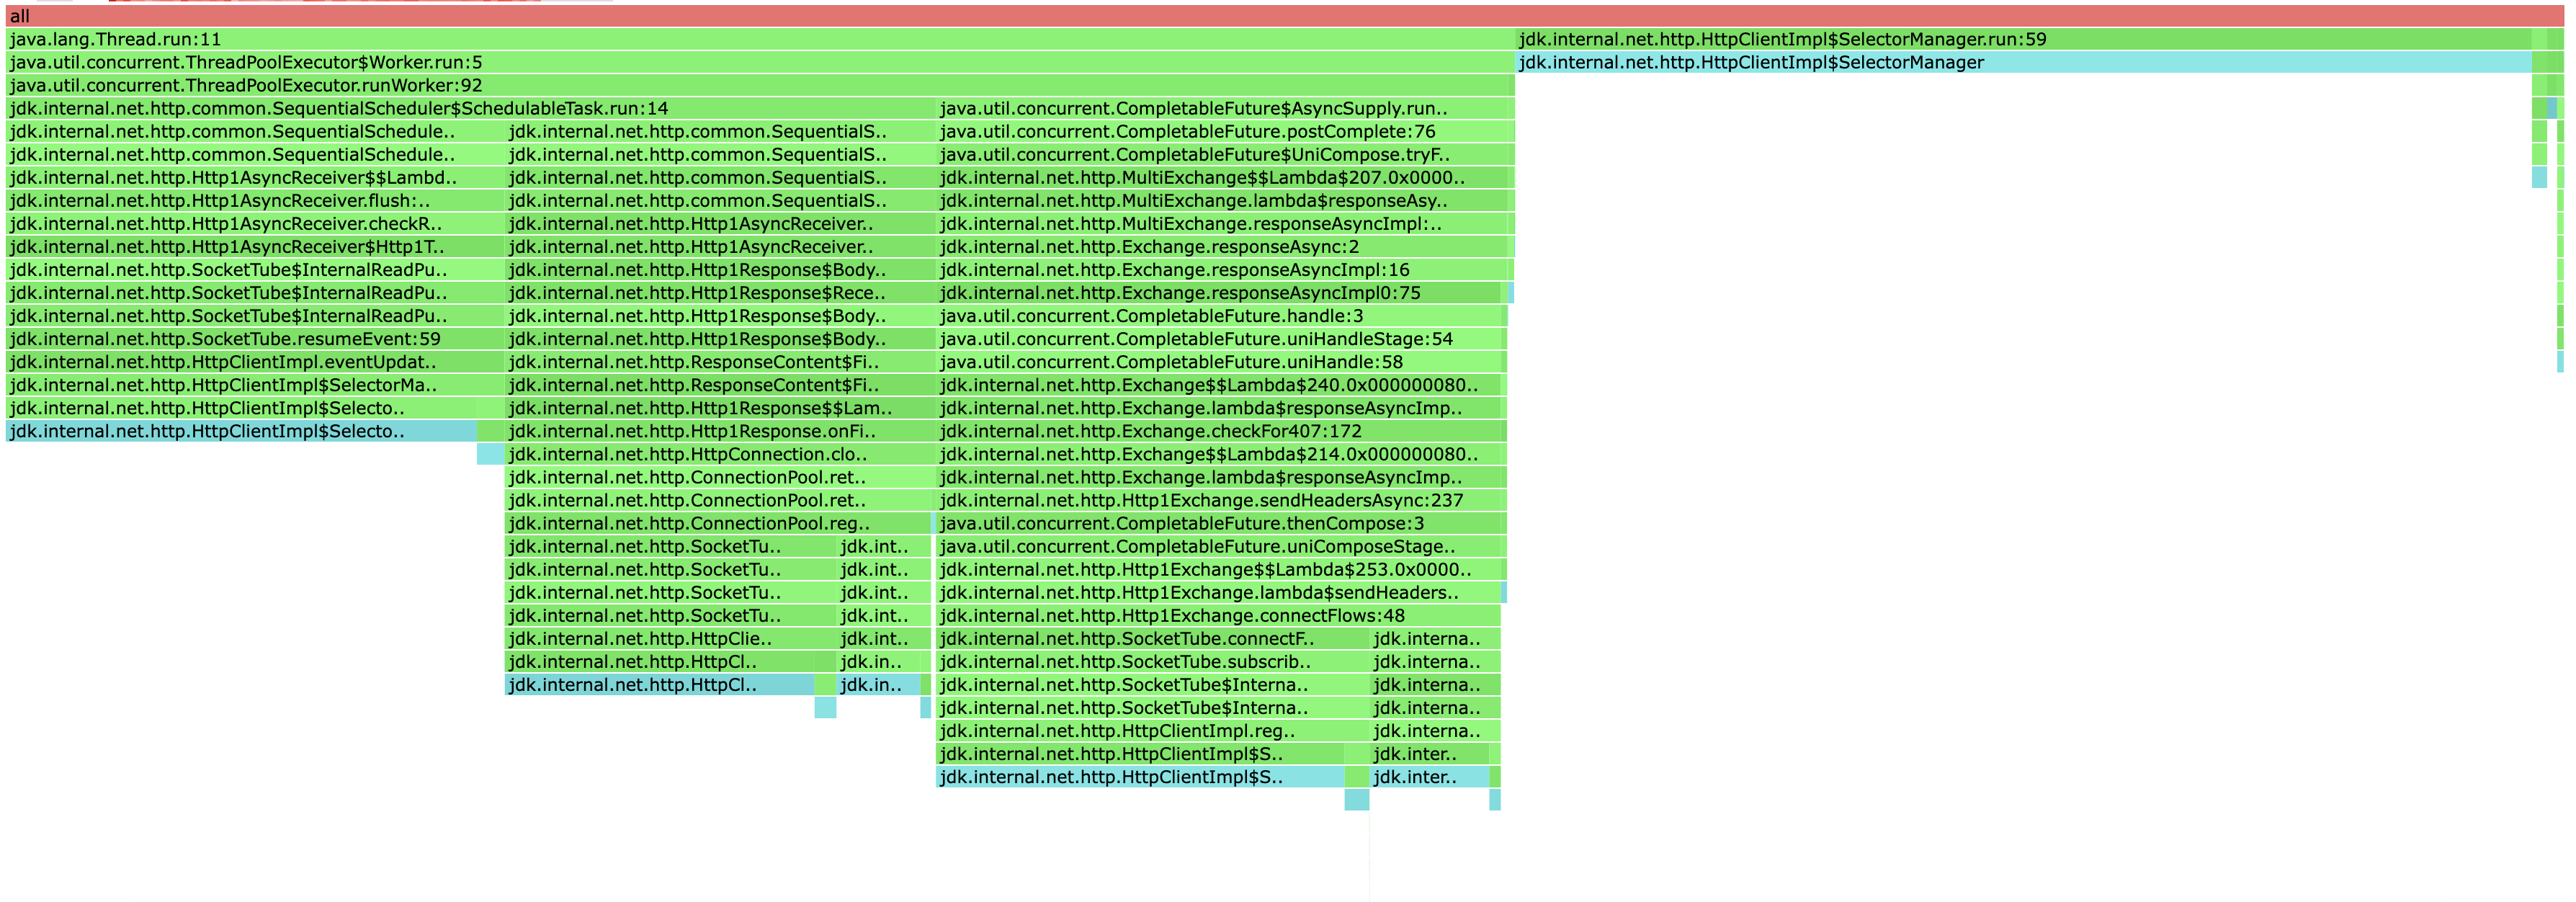 all
java.lang.Thread.run:11 jdk.internal.net.http.HttpClientImpl$SelectorManager.run:59
java.util.concurrent.ThreadPoolExecutor$Worker.run:5 jdk.internal.net.http.HttpClientImpl$SelectorManager
java.util.concurrent.ThreadPoolExecutor.runWorker:92
jdk.internal.net.http.common.SequentialScheduler$SchedulableTask.run:14 java.util.concurrent.CompletableFuture$AsyncSupply.run..
jdk.internal.net.http.common.SequentialSchedule.. jdk.internal.net.http.common.SequentialS.. java.util.concurrent.CompletableFuture.postComplete:76
jdk.internal.net.http.common.SequentialSchedule.. jdk.internal.net.http.common.SequentialS.. java.util.concurrent.CompletableFuture$UniCompose.tryF..
jdk.internal.net.http.Http1AsyncReceiver$$Lambd.. jdk.internal.net.http.common.SequentialS.. jdk.internal.net.http.MultiExchange$$Lambda$207.0x0000..
jdk.internal.net.http.Http1AsyncReceiver.flush:.. jdk.internal.net.http.common.SequentialS.. jdk.internal.net.http.MultiExchange.lambda$responseAsy..
jdk.internal.net.http.Http1AsyncReceiver.checkR.. jdk.internal.net.http.Http1AsyncReceiver.. jdk.internal.net.http.MultiExchange.responseAsyncImpl:..
jdk.internal.net.http.Http1AsyncReceiver$Http1T.. jdk.internal.net.http.Http1AsyncReceiver.. jdk.internal.net.http.Exchange.responseAsync:2
jdk.internal.net.http.SocketTube$InternalReadPu.. jdk.internal.net.http.Http1Response$Body.. jdk.internal.net.http.Exchange.responseAsyncImpl:16
jdk.internal.net.http.SocketTube$InternalReadPu.. jdk.internal.net.http.Http1Response$Rece.. jdk.internal.net.http.Exchange.responseAsyncImpl0:75
jdk.internal.net.http.SocketTube$InternalReadPu.. jdk.internal.net.http.Http1Response$Body.. java.util.concurrent.CompletableFuture.handle:3
jdk.internal.net.http.SocketTube.resumeEvent:59 jdk.internal.net.http.Http1Response$Body.. java.util.concurrent.CompletableFuture.uniHandleStage:54
jdk.internal.net.http.HttpClientImpl.eventUpdat.. jdk.internal.net.http.ResponseContent$Fi.. java.util.concurrent.CompletableFuture.uniHandle:58
jdk.internal.net.http.HttpClientImpl$SelectorMa.. jdk.internal.net.http.ResponseContent$Fi.. jdk.internal.net.http.Exchange$$Lambda$240.0x000000080..
jdk.internal.net.http.HttpClientImpl$Selecto.. jdk.internal.net.http.Http1Response$$Lam.. jdk.internal.net.http.Exchange.lambda$responseAsyncImp..
jdk.internal.net.http.HttpClientImpl$Selecto.. jdk.internal.net.http.Http1Response.onFi.. jdk.internal.net.http.Exchange.checkFor407:172
jdk.internal.net.http.HttpConnection.clo.. jdk.internal.net.http.Exchange$$Lambda$214.0x000000080..
jdk.internal.net.http.ConnectionPool.ret.. jdk.internal.net.http.Exchange.lambda$responseAsyncImp..
jdk.internal.net.http.ConnectionPool.ret.. jdk.internal.net.http.Http1Exchange.sendHeadersAsync:237
jdk.internal.net.http.ConnectionPool.reg.. java.util.concurrent.CompletableFuture.thenCompose:3
jdk.internal.net.http.SocketTu.. jdk.int.. java.util.concurrent.CompletableFuture.uniComposeStage..
jdk.internal.net.http.SocketTu.. jdk.int.. jdk.internal.net.http.Http1Exchange$$Lambda$253.0x0000..
jdk.internal.net.http.SocketTu.. jdk.int.. jdk.internal.net.http.Http1Exchange.lambda$sendHeaders..
jdk.internal.net.http.SocketTu.. jdk.int.. jdk.internal.net.http.Http1Exchange.connectFlows:48
jdk.internal.net.http.HttpClie.. jdk.int.. jdk.internal.net.http.SocketTube.connectF.. jdk.interna..
jdk.internal.net.http.HttpCl.. jdk.in.. jdk.internal.net.http.SocketTube.subscrib.. jdk.interna..
jdk.internal.net.http.HttpCl.. jdk.in.. jdk.internal.net.http.SocketTube$Interna.. jdk.interna..
jdk.internal.net.http.SocketTube$Interna.. jdk.interna..
jdk.internal.net.http.HttpClientImpl.reg.. jdk.interna..
jdk.internal.net.http.HttpClientImpl$S.. jdk.inter..
jdk.internal.net.http.HttpClientImpl$S.. jdk.inter..